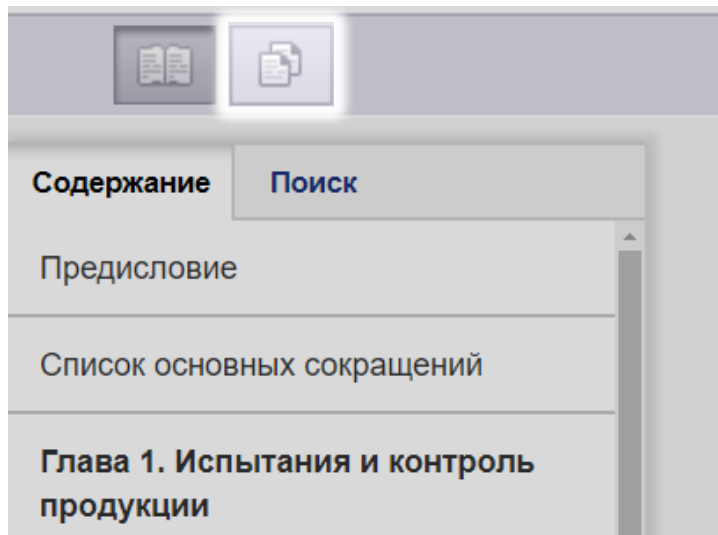 Содержание
Поиск
Предисловие
Список основных сокращений
Глава 1. Испытания и контроль
продукции